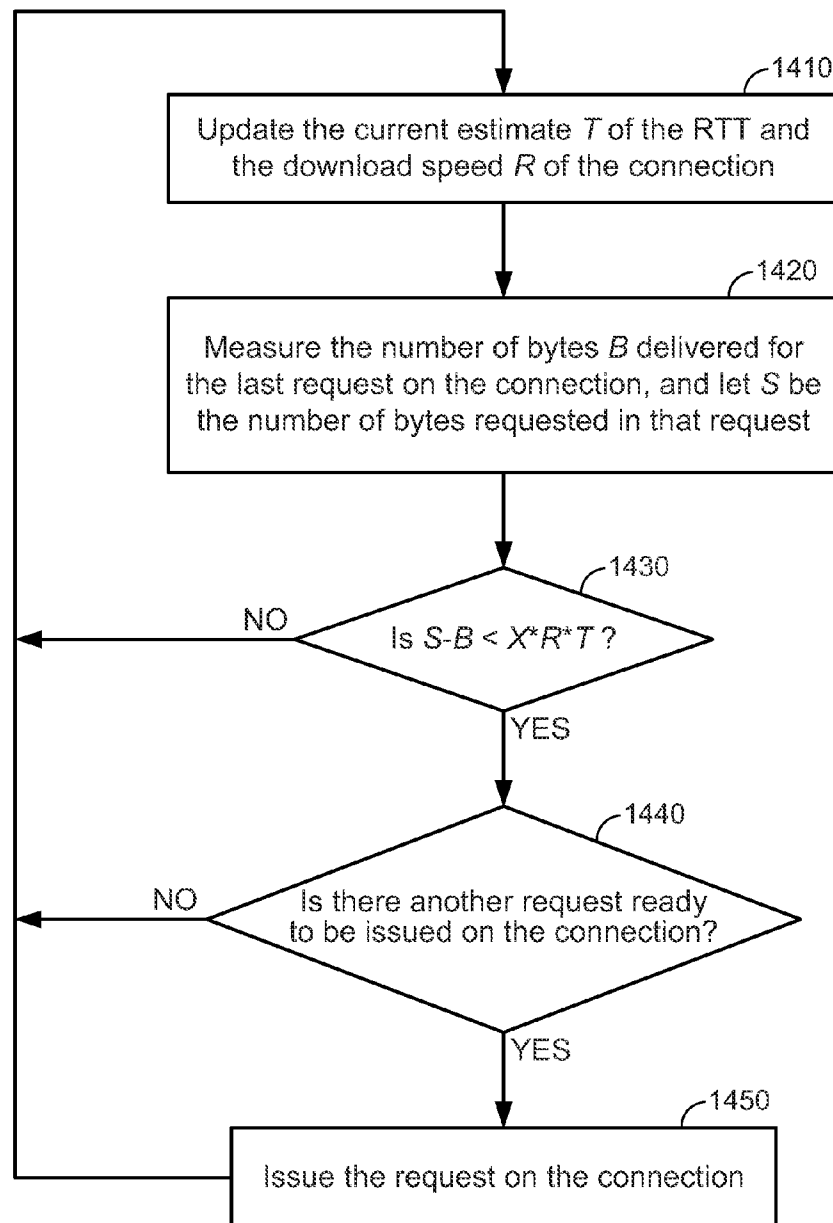 1410
Update the current estimate T of the RTT and
the download speed R of the connection
1420
Measure the number of bytes B delivered for
the last request on the connection, and let S be
the number of bytes requested in that request
1430
NO
Is S-B < X*R*T ?
YES
1440
NO
Is there another request ready
to be issued on the connection?
YES
1450
Issue the request on the connection